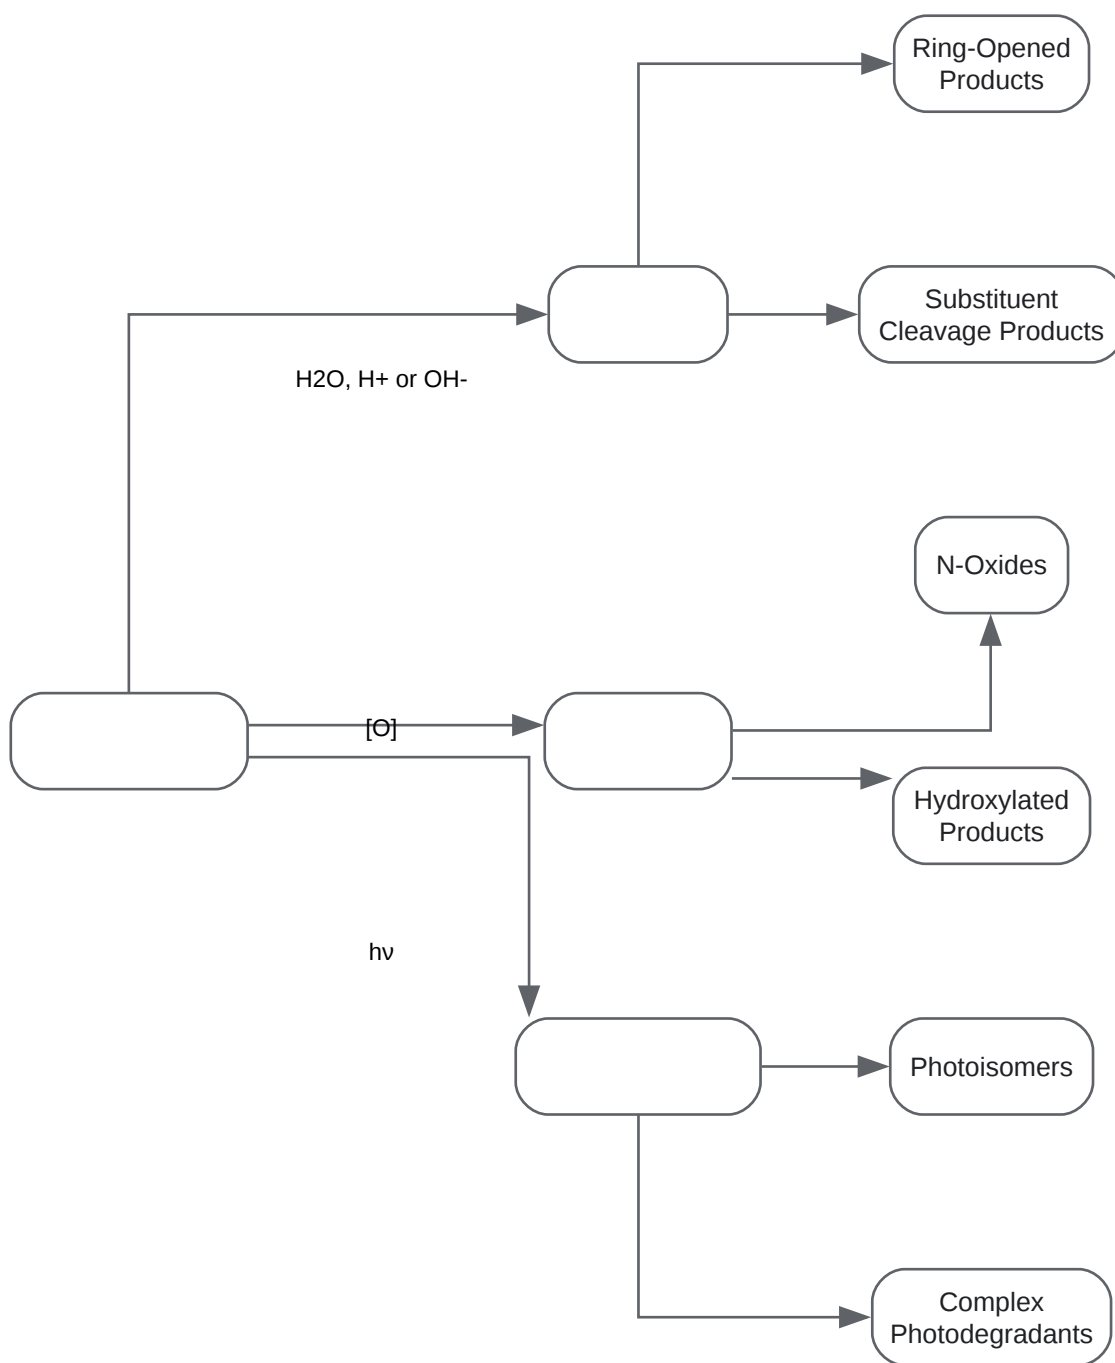 Ring-Opened
Products
Substituent
Cleavage Products
H2O, H+ or OH-
N-Oxides
[O]
Hydroxylated
Products
hν
Photoisomers
Complex
Photodegradants